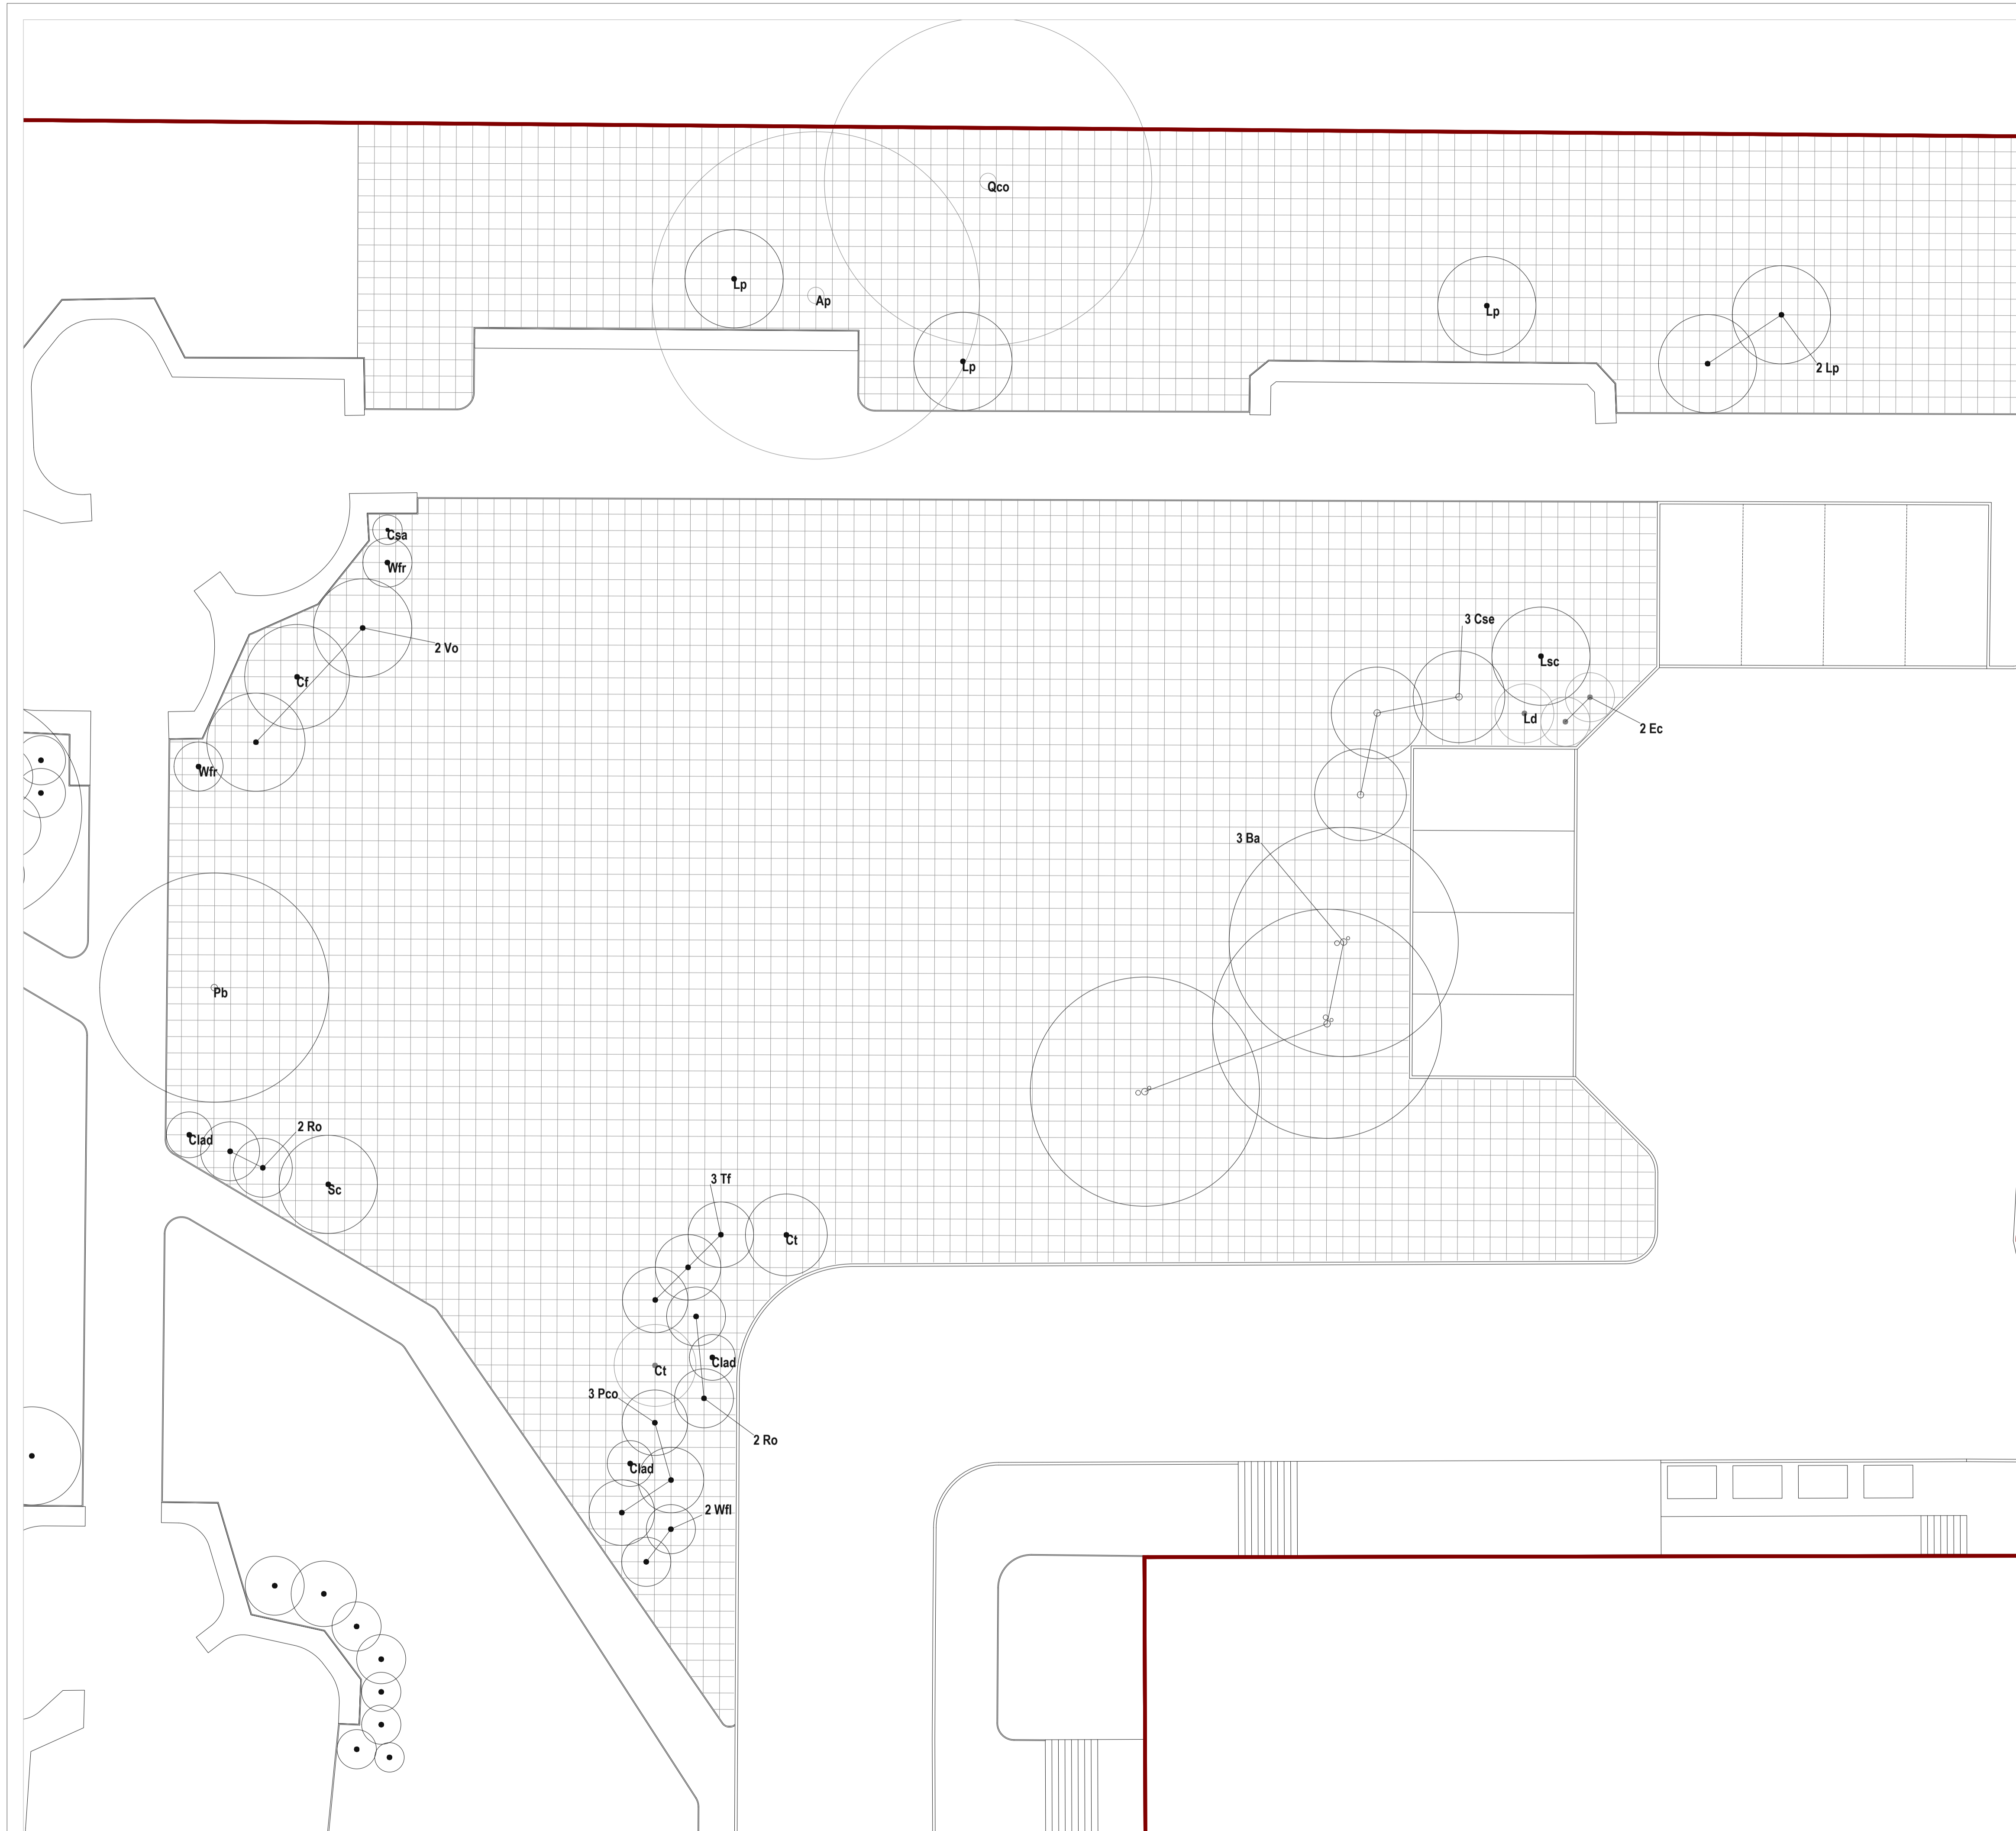 Qco
Lp
Ap
Lp
Lp
2 Lp
Csa
Wfr
2 Vo
Cf
Wfr
3 Cse
Lsc
Ld
2 Ec
3 Ba
Pb
2 Ro
Clad
Sc
3 Tf
Ct
Clad
Ct
3 Pco
2 Ro
Clad
2 Wfl